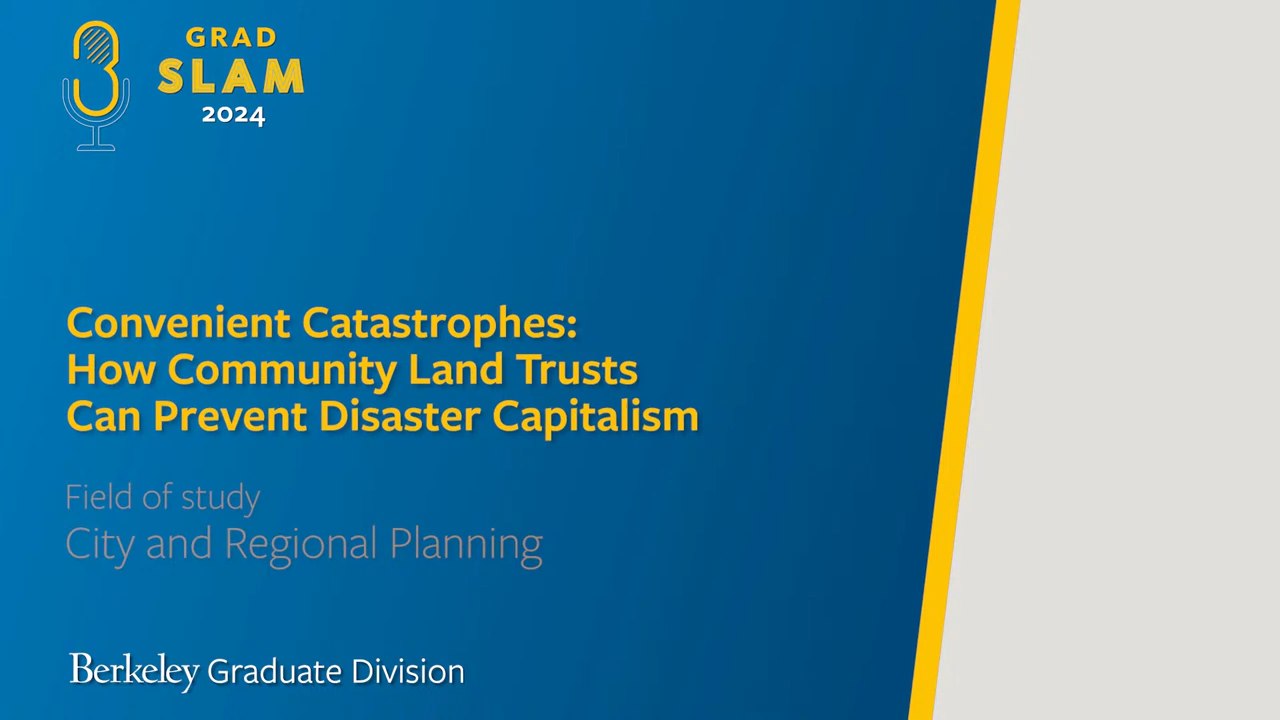 GRAD
SLAM
2024
Convenient Catastrophes:
How Community Land Trusts
Can Prevent Disaster Capitalism
Field of study
City and Regional Planning
Berkeley Graduate Division